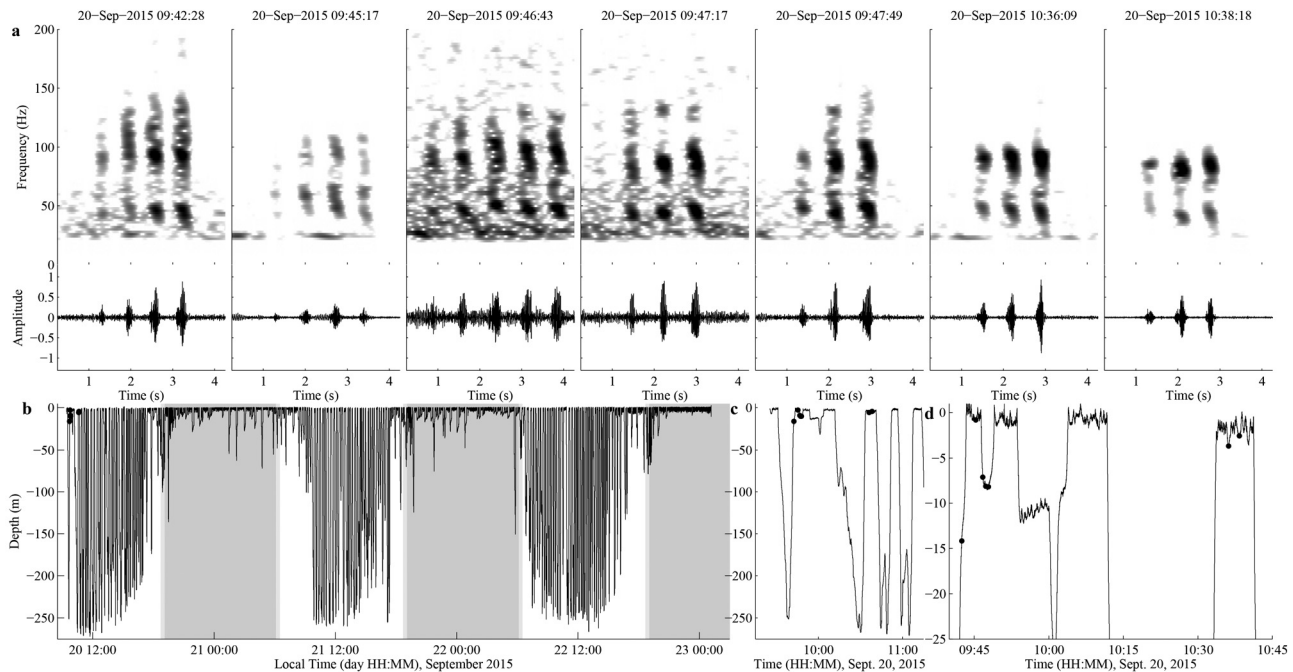 20-Sep-2015 09:42:28 20-Sep-2015 09:45:17 20-Sep-2015 09:46:43 20-Sep-2015 09:47:17 20-Sep-2015 09:47:49 20-Sep-2015 10:36:09 20-Sep-2015 10:38:18
a
200
150
100
50
0
Frequency (Hz)
1
0.5
0
−0.5
−1
Amplitude
1 2 3 4 1 2 3 4 1 2 3 4 1 2 3 4 1 2 3 4 1 2 3 4 1 2 3 4
Time (s) Time (s) Time (s) Time (s) Time (s) Time (s) Time (s)
b
0
−50
−100
−150
−200
−250
Depth (m)
20 12:00 21 00:00 21 12:00 22 00:00 22 12:00 23 00:00
Local Time (day HH:MM), September 2015
c
0
−50
−100
−150
−200
−250
10:00 11:00
Time (HH:MM), Sept. 20, 2015
d
0
−5
−10
−15
−20
−25
09:45 10:00 10:15 10:30 10:45
Time (HH:MM), Sept. 20, 2015